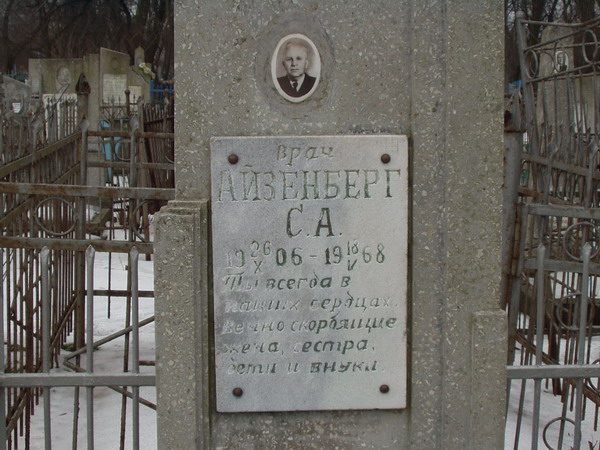 Врач
АЙЗЕНБЕРГ
С.А.
19 26/X 06-19 18/V 68
Ты всегда в
наших сердцах.
Вечно скорбящие
жена, сестра,
дети и внуки.